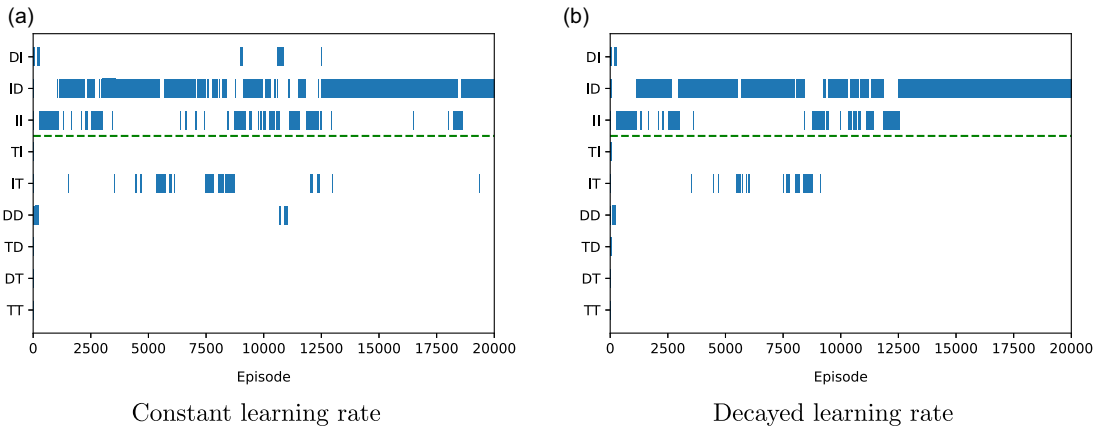 (a)
DI
ID
II
TI
IT
DD
TD
DT
TT
0 2500 5000 7500 10000 12500 15000 17500 20000
Episode
Constant learning rate
(b)
DI
ID
II
TI
IT
DD
TD
DT
TT
0 2500 5000 7500 10000 12500 15000 17500 20000
Episode
Decayed learning rate